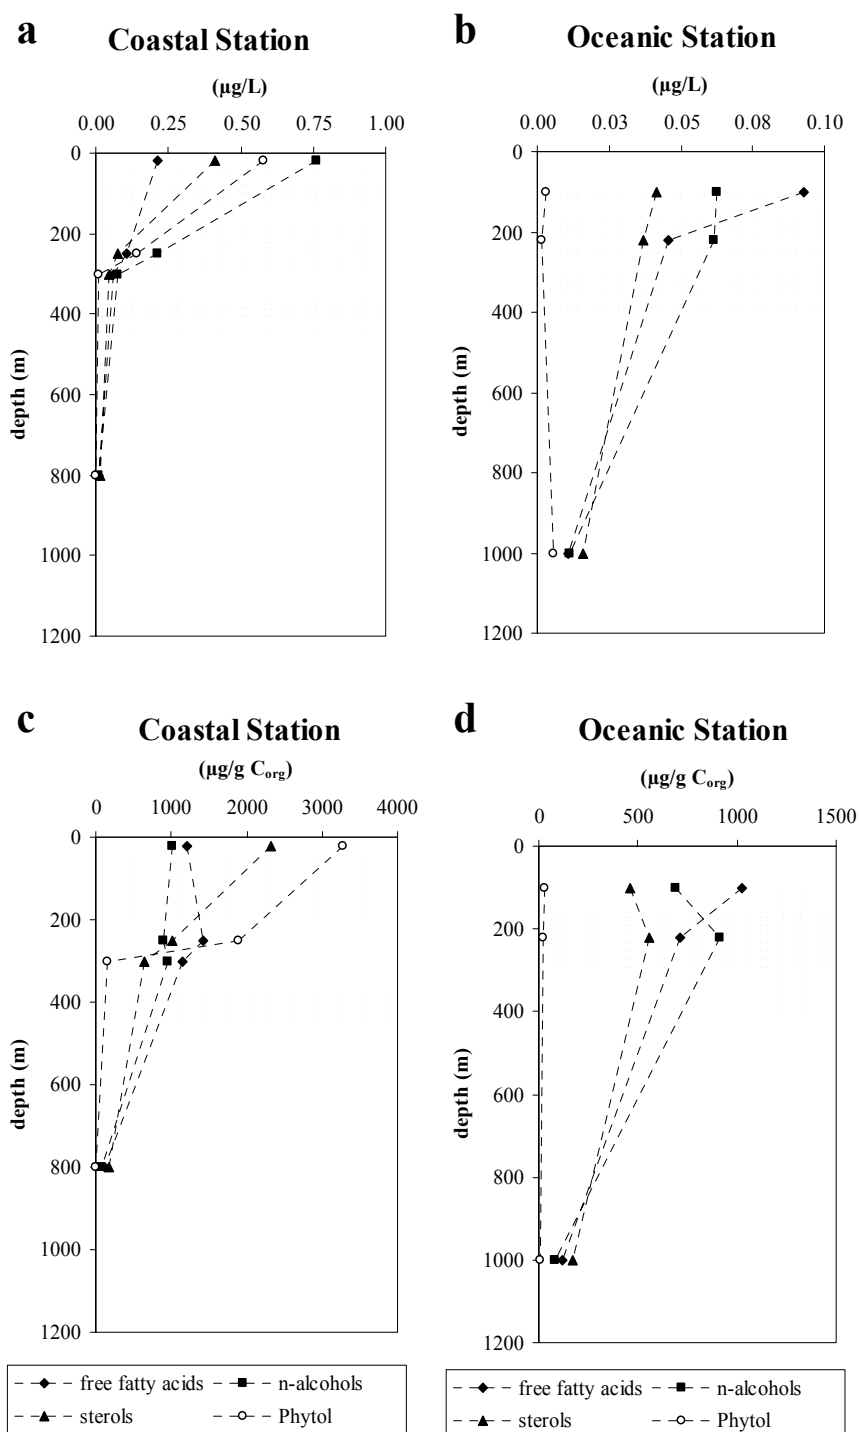 a Coastal Station
(µg/L)
0.00 0.25 0.50 0.75 1.00
0
200
400
600
800
1000
1200
depth (m)
b Oceanic Station
(µg/L)
0.00 0.03 0.05 0.08 0.10
0
200
400
600
800
1000
1200
depth (m)
c Coastal Station
(µg/g Corg)
0 1000 2000 3000 4000
0
200
400
600
800
1000
1200
depth (m)
free fatty acids n-alcohols
sterols Phytol
d Oceanic Station
(µg/g Corg)
0 500 1000 1500
0
200
400
600
800
1000
1200
depth (m)
free fatty acids n-alcohols
sterols Phytol